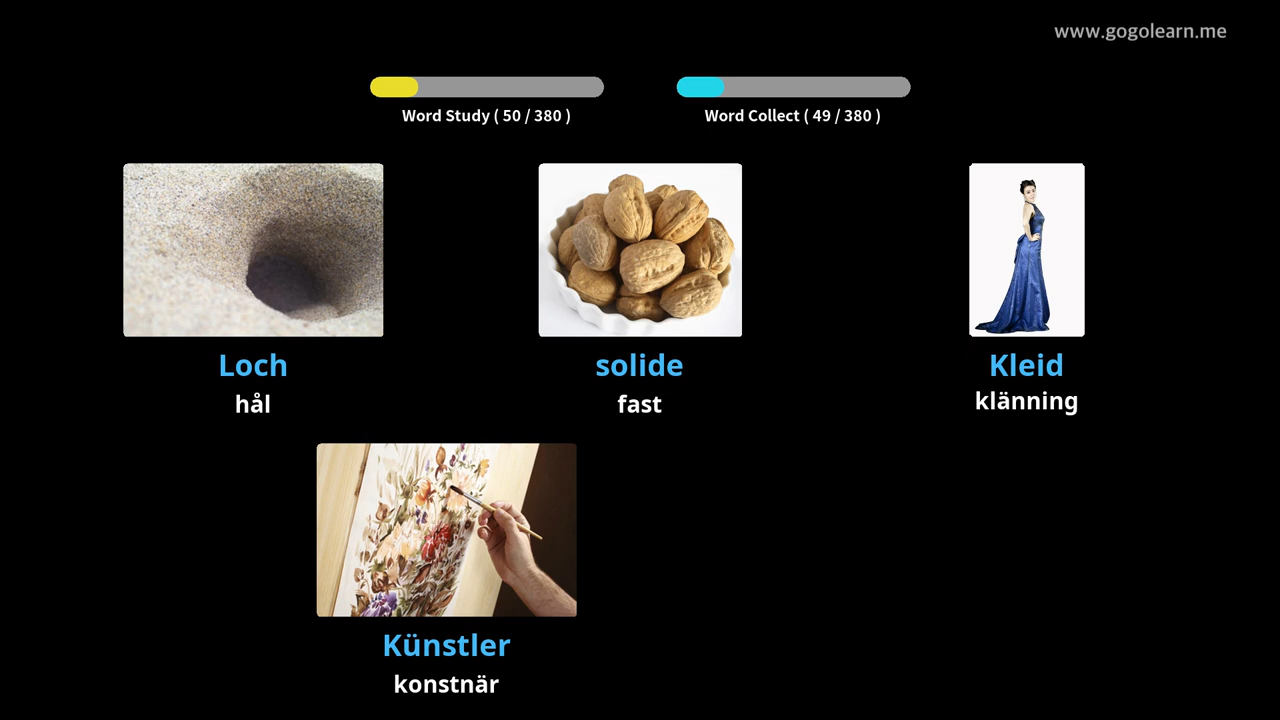 www.gogolearn.me
Word Study ( 50 / 380 )
Word Collect ( 49 / 380 )
Loch
hål
solide
fast
Kleid
klänning
Künstler
konstnär